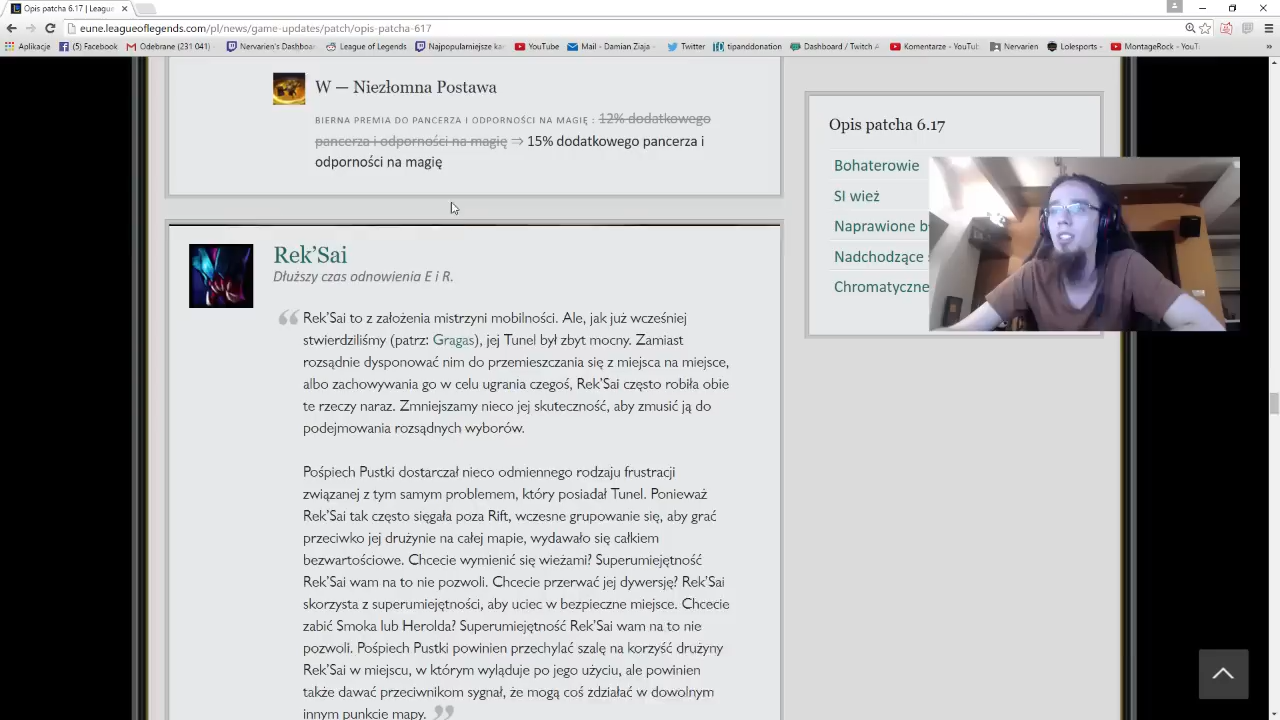 Opis patcha 6.17 | Leagu
eune.leagueoflegends.com/pl/news/game-updates/patch/opis-patcha-617
Aplikacje (5) Facebook Odebrane (231 041) Nervarien's Dashboa League of Legends Najpopularniejsze ka YouTube Mail - Damian Ziaja Twitter tipanddonation Dashboard / Twitch Komentarze - YouTu Nervarien Lolesports MontageRock - YouT
W — Niezłomna Postawa
BIERNA PREMIA DO PANCERZA I ODPORNOŚCI NA MAGIĘ : 12% dodatkowego
pancerza i odporności na magię ⇒ 15% dodatkowego pancerza i
odporności na magię
Rek'Sai
Dłuższy czas odnowienia E i R.
Rek'Sai to z założenia mistrzyni mobilności. Ale, jak już wcześniej
stwierdziliśmy (patrz: Gragas), jej Tunel był zbyt mocny. Zamiast
rozsądnie dysponować nim do przemieszczania się z miejsca na miejsce,
albo zachowywania go w celu ugrania czegoś, Rek'Sai często robiła obie
te rzeczy naraz. Zmniejszamy nieco jej skuteczność, aby zmusić ją do
podejmowania rozsądnych wyborów.
Pośpiech Pustki dostarczał nieco odmiennego rodzaju frustracji
związanej z tym samym problemem, który posiadał Tunel. Ponieważ
Rek'Sai tak często sięgała poza Rift, wczesne grupowanie się, aby grać
przeciwko jej drużynie na całej mapie, wydawało się całkiem
bezwartościowe. Chcecie wymienić się wieżami? Superumiejętność
Rek'Sai wam na to nie pozwoli. Chcecie przerwać jej dywersję? Rek'Sai
skorzysta z superumiejętności, aby uciec w bezpieczne miejsce. Chcecie
zabić Smoka lub Herolda? Superumiejętność Rek'Sai wam na to nie
pozwoli. Pośpiech Pustki powinien przechylać szalę na korzyść drużyny
Rek'Sai w miejscu, w którym wyląduje po jego użyciu, ale powinien
także dawać przeciwnikom sygnał, że mogą coś zdziałać w dowolnym
innym punkcie mapy.
Opis patcha 6.17
Bohaterowie
SI wież
Naprawione b
Nadchodzące
Chromatyczne